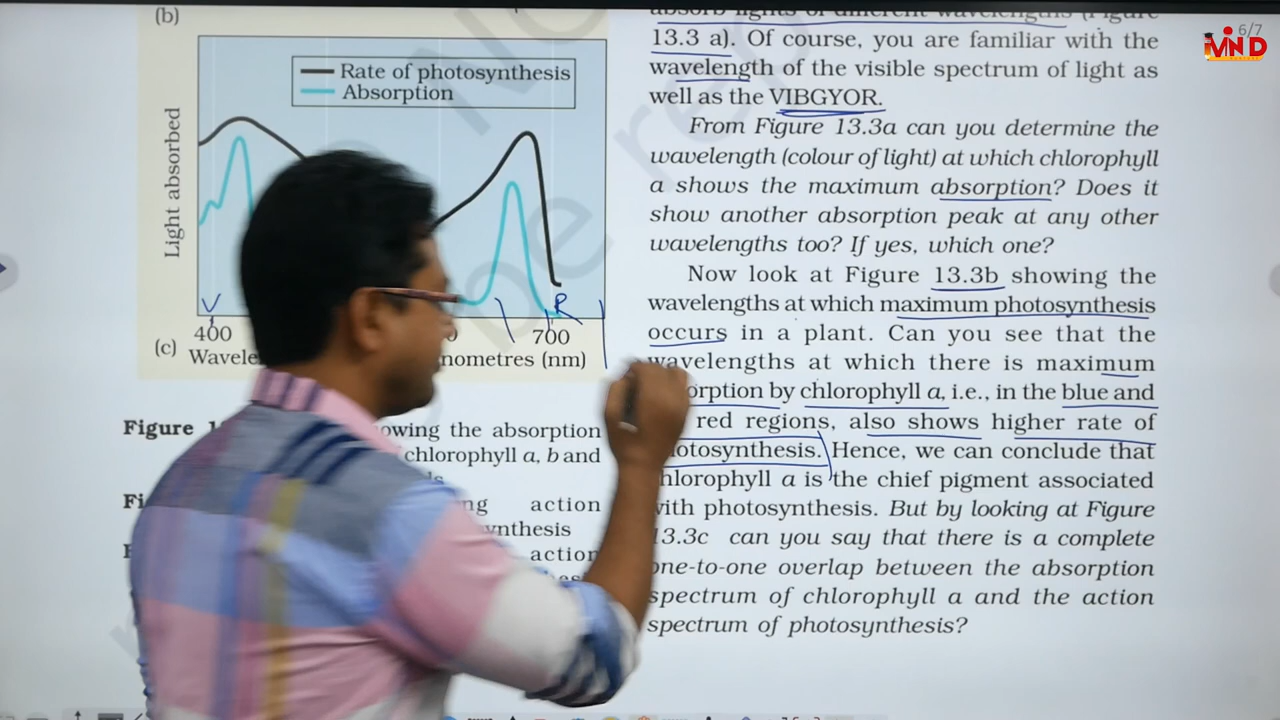 (b)
Rate of photosynthesis
Absorption
Light absorbed
V
R
400
700
(c)
nometres (nm)
Figure
owing the absorption
chlorophyll a, b and
ng action
ynthesis
action
absorb lights of different wavelengths (Figure
13.3 a). Of course, you are familiar with the
wavelength of the visible spectrum of light as
well as the VIBGYOR.
From Figure 13.3a can you determine the
wavelength (colour of light) at which chlorophyll
a shows the maximum absorption? Does it
show another absorption peak at any other
wavelengths too? If yes, which one?
Now look at Figure 13.3b showing the
wavelengths at which maximum photosynthesis
occurs in a plant. Can you see that the
wavelengths at which there is maximum
orption by chlorophyll a, i.e., in the blue and
red regions, also shows higher rate of
otosynthesis. Hence, we can conclude that
hlorophyll a is the chief pigment associated
with photosynthesis. But by looking at Figure
13.3c can you say that there is a complete
one-to-one overlap between the absorption
spectrum of chlorophyll a and the action
spectrum of photosynthesis?
6/7
MIND